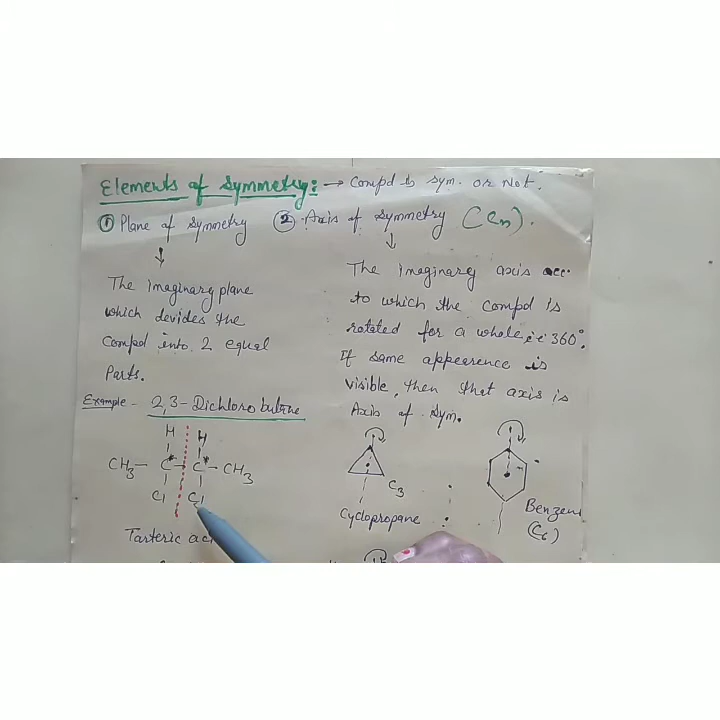 Elements of Symmetry: → Compd is sym. or Not.
① Plane of Symmetry
↓
The imaginary plane
which devides the
Compd into 2 equal
Parts.
② Axis of Symmetry (Cn).
↓
The imaginary axis acc.
to which the compd is
rotated for a whole i.e 360°.
If same appearence is
visible, then that axis is
Axis of Sym.
Example - 2,3-Dichloro butane
H H
CH3 - C* - C* - CH3
Cl Cl
Tarteric aci
C3
Cyclopropane
Benzene
(C6)